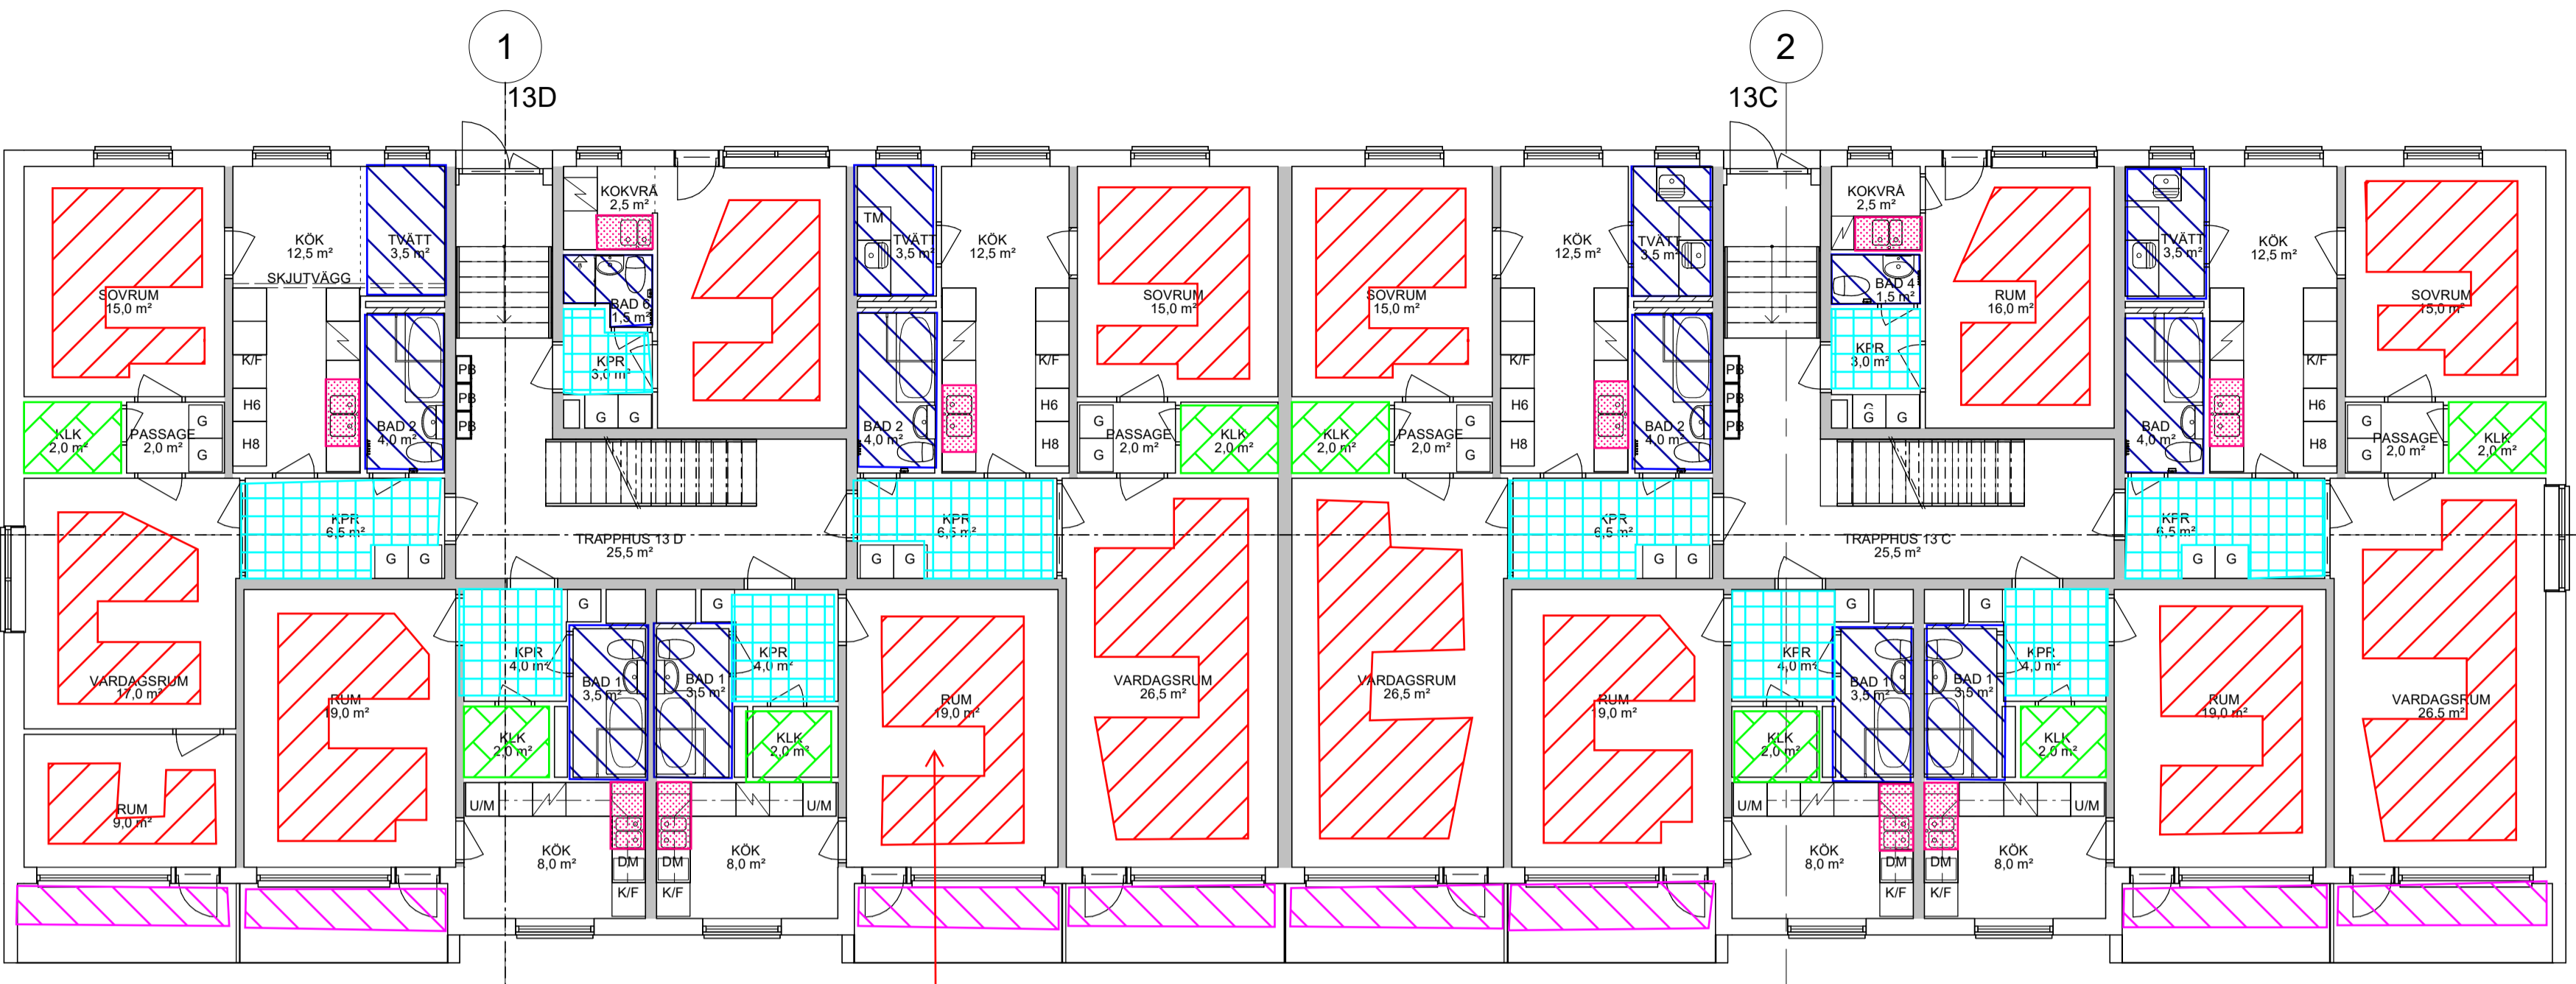 1
2
13D
13C
KOKVRÅ
2,5 m²
KOKVRÅ
2,5 m²
KÖK
12,5 m²
TVÄTT
3,5 m²
SKJUTVÄGG
TM
TVÄTT
3,5 m²
KÖK
12,5 m²
KÖK
12,5 m²
TVÄTT
3,5 m²
TVÄTT
3,5 m²
KÖK
12,5 m²
SOVRUM
15,0 m²
BAD 6
1,5 m²
SOVRUM
15,0 m²
SOVRUM
15,0 m²
BAD 4
1,5 m²
RUM
16,0 m²
SOVRUM
15,0 m²
K/F
PB
KPR
3,0 m²
K/F
K/F
PB
KPR
3,0 m²
K/F
H6
PB
H6
H6
PB
H6
H8
BAD 2
4,0 m²
PB
G
G
BAD 2
4,0 m²
H8
H8
BAD 2
4,0 m²
PB
G
G
G
BAD
4,0 m²
H8
KLK
2,0 m²
PASSAGE
2,0 m²
G
G
G
G
PASSAGE
2,0 m²
KLK
2,0 m²
KLK
2,0 m²
PASSAGE
2,0 m²
G
G
G
G
PASSAGE
2,0 m²
KLK
2,0 m²
KPR
6,5 m²
G
G
TRAPPHUS 13 D
25,5 m²
KPR
6,5 m²
G
G
KPR
6,5 m²
G
G
TRAPPHUS 13 C
25,5 m²
KPR
6,5 m²
G
G
G
G
G
G
KPR
4,0 m²
KPR
4,0 m²
KPR
4,0 m²
KPR
4,0 m²
VARDAGSRUM
17,0 m²
RUM
19,0 m²
BAD 1
3,5 m²
BAD 1
3,5 m²
RUM
19,0 m²
VARDAGSRUM
26,5 m²
VARDAGSRUM
26,5 m²
RUM
19,0 m²
BAD 1
3,5 m²
BAD 1
3,5 m²
RUM
19,0 m²
VARDAGSRUM
26,5 m²
KLK
2,0 m²
KLK
2,0 m²
KLK
2,0 m²
KLK
2,0 m²
RUM
9,0 m²
U/M
U/M
U/M
U/M
KÖK
8,0 m²
DM
K/F
DM
K/F
KÖK
8,0 m²
KÖK
8,0 m²
DM
K/F
DM
K/F
KÖK
8,0 m²